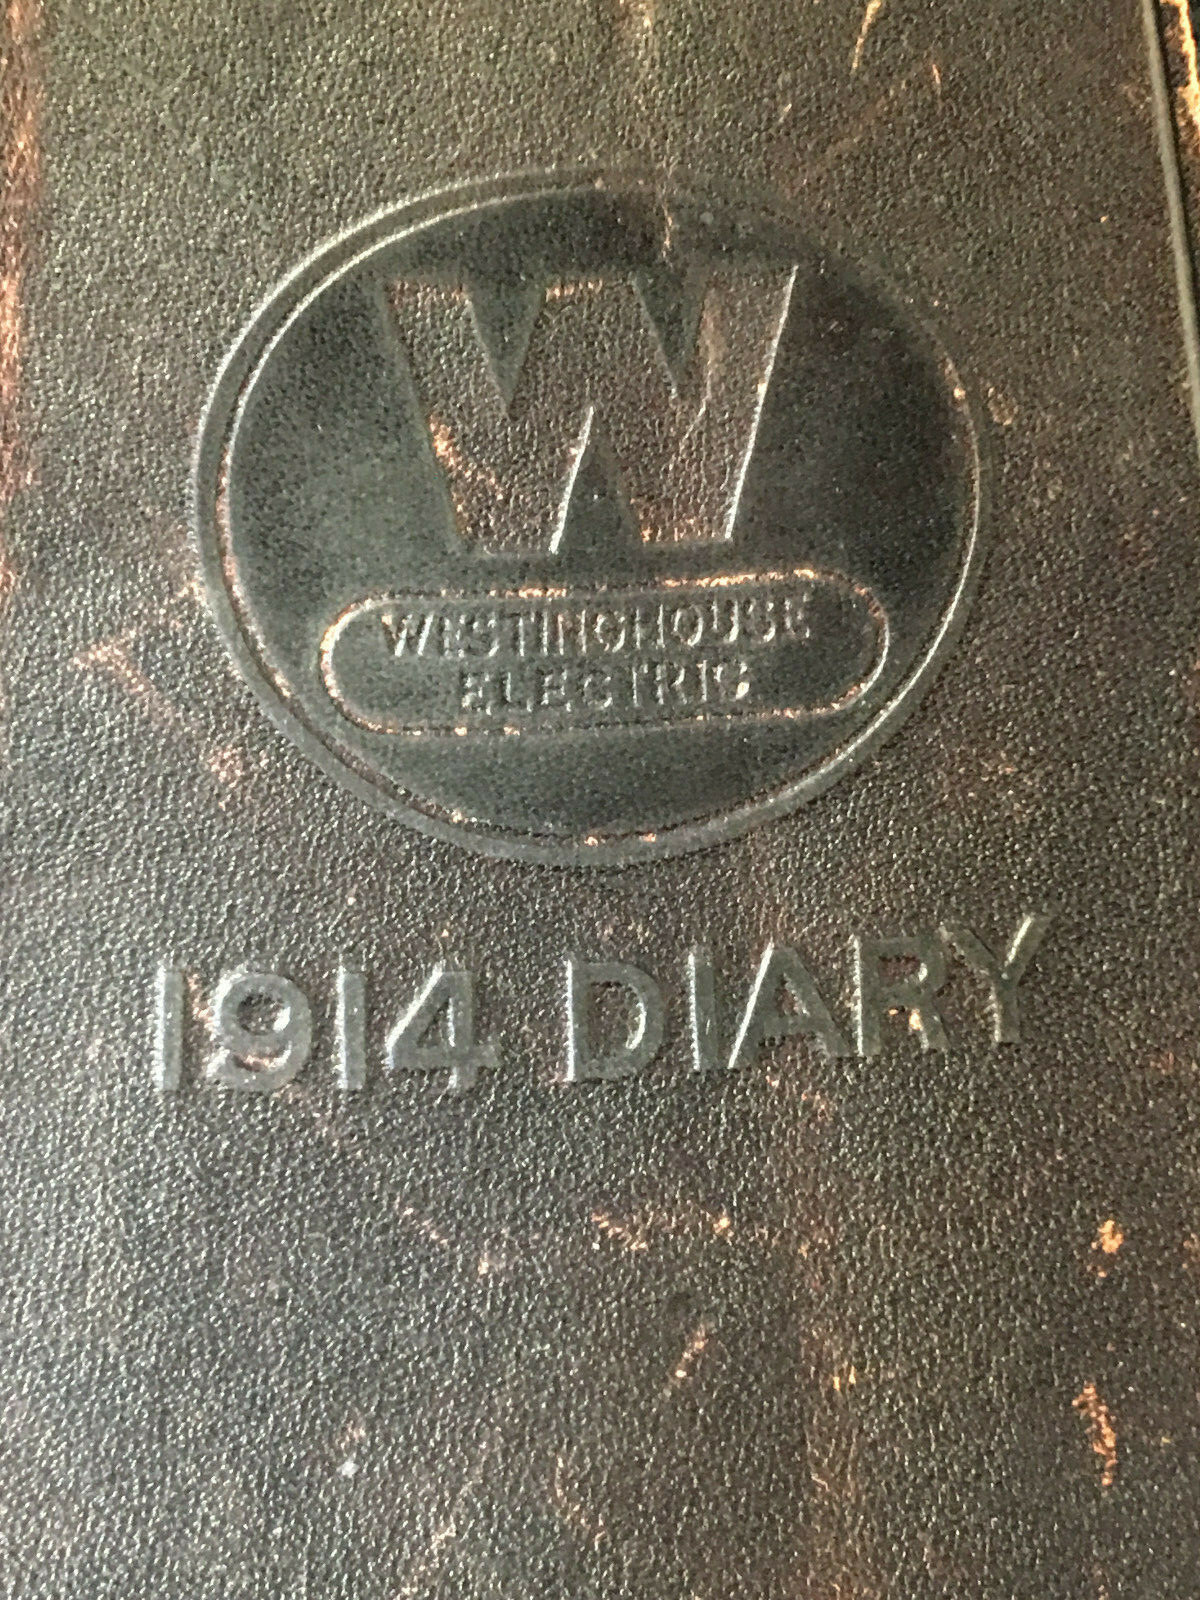 W
WESTINGHOUSE
ELECTRIC
1914 DIARY